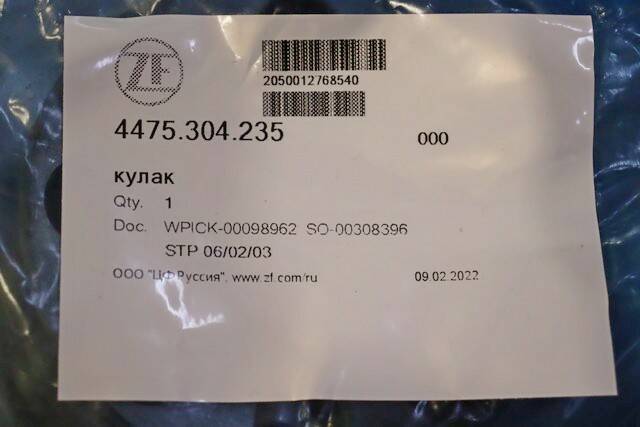 ZF
2050012768540
4475.304.235 000
кулак
Qty. 1
Doc. WPICK-00098962 SO-00308396
STP 06/02/03
ООО "ЦФ Руссия", www.zf.com/ru 09.02.2022